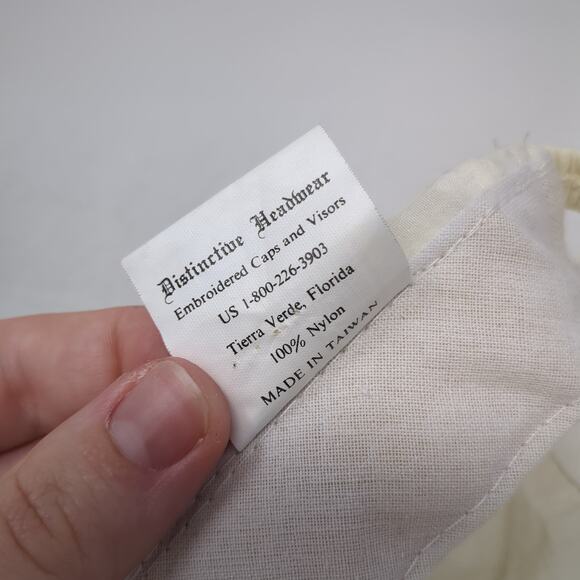 Distinctive Headwear
Embroidered Caps and Visors
US 1-800-226-3903
Tierra Verde, Florida
100% Nylon
MADE IN TAIWAN